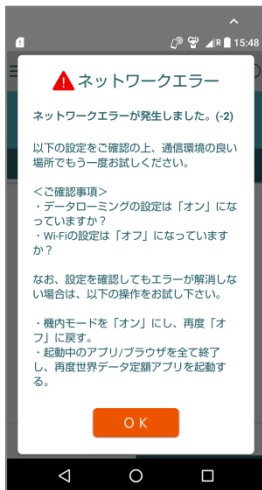 R 15:48
ネットワークエラー
ネットワークエラーが発生しました。(-2)
以下の設定をご確認の上、通信環境の良い
場所でもう一度お試しください。
＜ご確認事項＞
・データローミングの設定は「オン」にな
っていますか？
・Wi-Fiの設定は「オフ」になっています
か？
なお、設定を確認してもエラーが解消しな
い場合は、以下の操作をお試し下さい。
・機内モードを「オン」にし、再度「オ
フ」に戻す。
・起動中のアプリ/ブラウザを全て終了
し、再度世界データ定額アプリを起動す
る。
ＯＫ